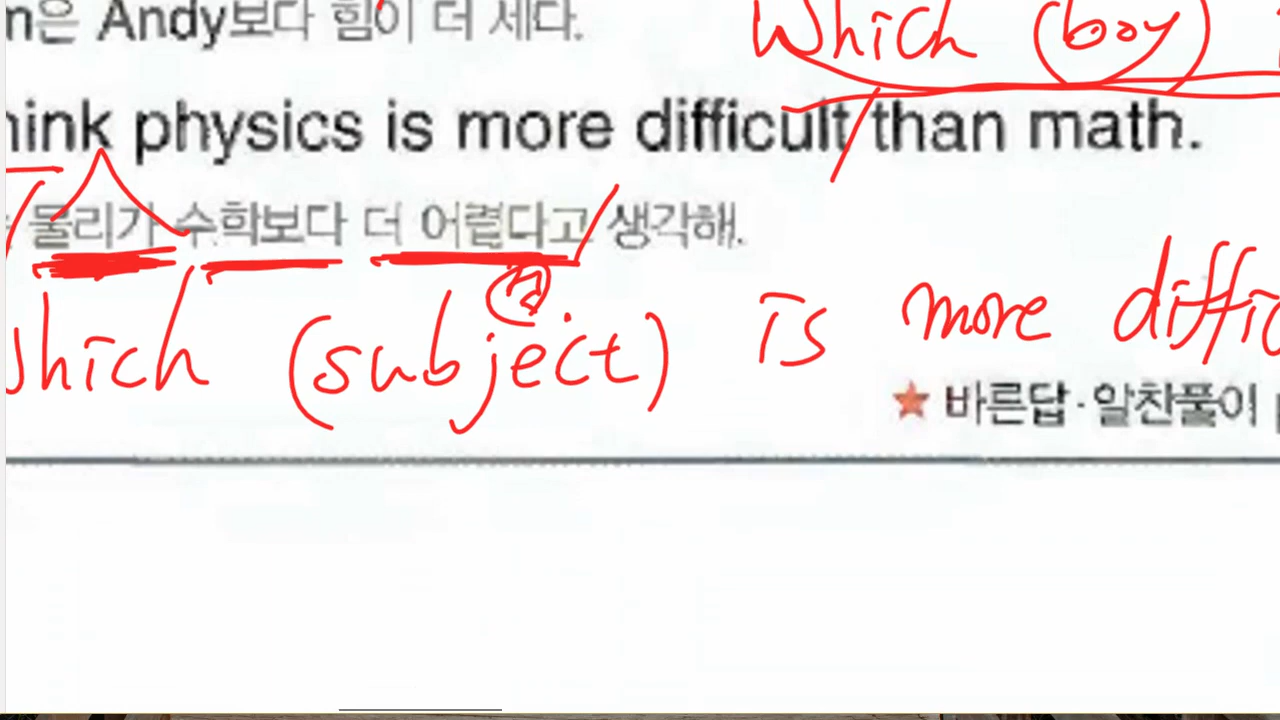 n은 Andy보다 힘이 더 세다.
Which (boy)
hink physics is more difficult than math.
물리가 수학보다 더 어렵다고 생각해.
which (subject) is more diffic
★ 바른답·알찬풀이